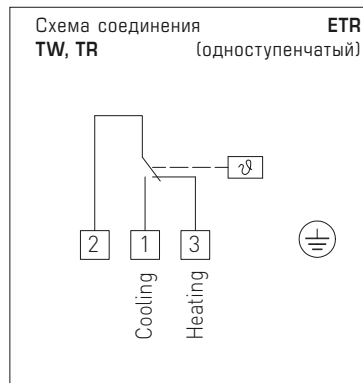 Схема соединения ETR
TW, TR (одноступенчатый)
ϑ
2 1 3
Cooling
Heating